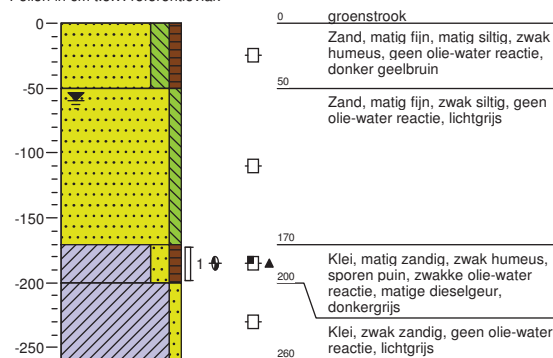 0
-50
-100
-150
-200
-250
1
0
groenstrook
Zand, matig fijn, matig siltig, zwak
humeus, geen olie-water reactie,
donker geelbruin
50
Zand, matig fijn, zwak siltig, geen
olie-water reactie, lichtgrijs
170
Klei, matig zandig, zwak humeus,
sporen puin, zwakke olie-water
reactie, matige dieselgeur,
donkergrijs
200
Klei, zwak zandig, geen olie-water
reactie, lichtgrijs
260